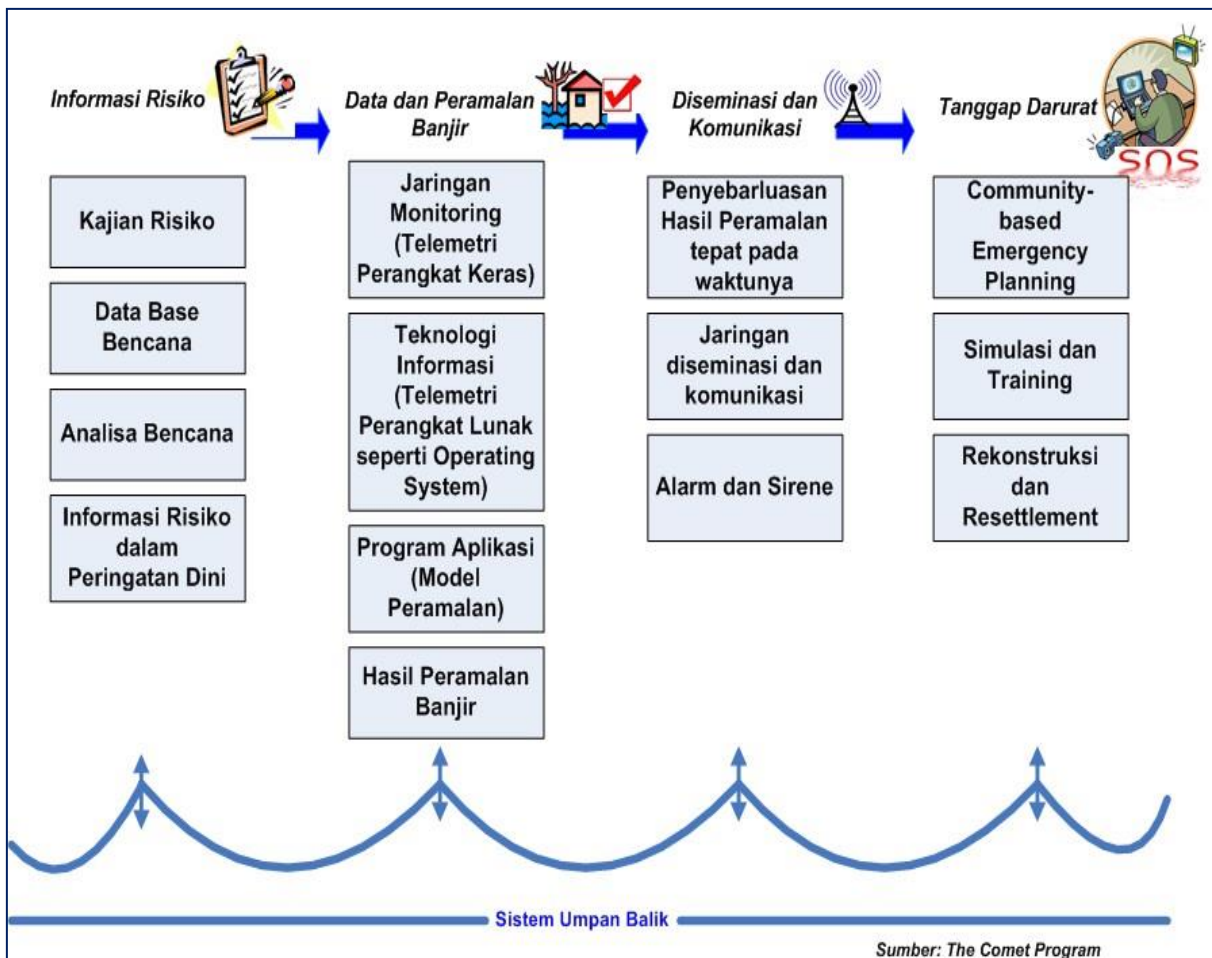 Informasi Risiko
Data dan Peramalan
Banjir
Diseminasi dan
Komunikasi
Tanggap Darurat
SOS
Kajian Risiko
Data Base
Bencana
Analisa Bencana
Informasi Risiko
dalam
Peringatan Dini
Jaringan
Monitoring
(Telemetri
Perangkat Keras)
Teknologi
Informasi
(Telemetri
Perangkat Lunak
seperti Operating
System)
Program Aplikasi
(Model
Peramalan)
Hasil Peramalan
Banjir
Penyebarluasan
Hasil Peramalan
tepat pada
waktunya
Jaringan
diseminasi dan
komunikasi
Alarm dan Sirene
Community-
based
Emergency
Planning
Simulasi dan
Training
Rekonstruksi
dan
Resettlement
Sistem Umpan Balik
Sumber: The Comet Program